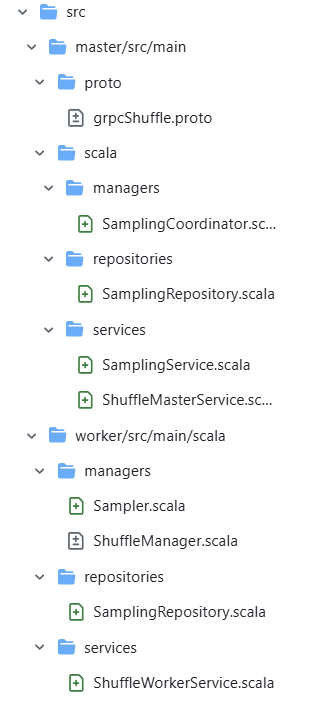 src
master/src/main
proto
grpcShuffle.proto
scala
managers
SamplingCoordinator.sc...
repositories
SamplingRepository.scala
services
SamplingService.scala
ShuffleMasterService.sc...
worker/src/main/scala
managers
Sampler.scala
ShuffleManager.scala
repositories
SamplingRepository.scala
services
ShuffleWorkerService.scala